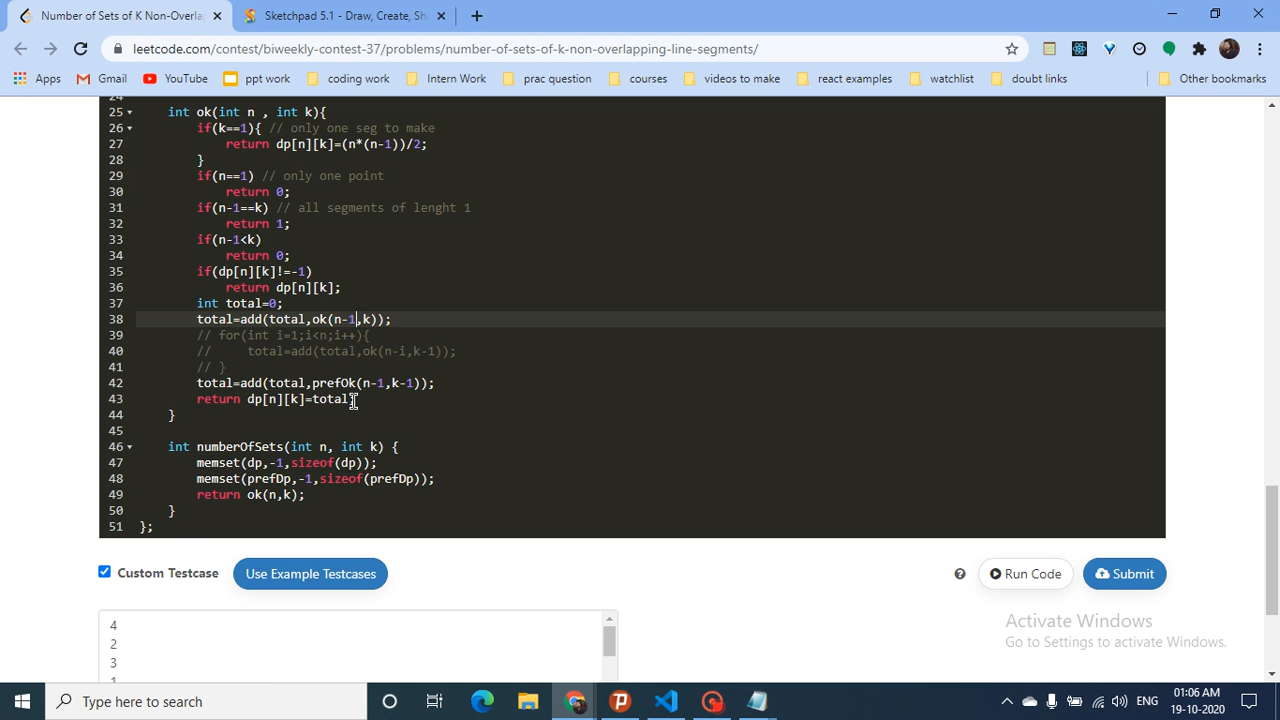 Number of Sets of K Non-Overla
Sketchpad 5.1 - Draw, Create, Sh
leetcode.com/contest/biweekly-contest-37/problems/number-of-sets-of-k-non-overlapping-line-segments/
Apps Gmail YouTube ppt work coding work Intern Work prac question courses videos to make react examples watchlist doubt links Other bookmarks
24
25 int ok(int n , int k){
26 if(k==1){ // only one seg to make
27 return dp[n][k]=(n*(n-1))/2;
28 }
29 if(n==1) // only one point
30 return 0;
31 if(n-1==k) // all segments of lenght 1
32 return 1;
33 if(n-1<k)
34 return 0;
35 if(dp[n][k]!=-1)
36 return dp[n][k];
37 int total=0;
38 total=add(total,ok(n-1,k));
39 // for(int i=1;i<n;i++){
40 // total=add(total,ok(n-i,k-1));
41 // }
42 total=add(total,prefOk(n-1,k-1));
43 return dp[n][k]=total;
44 }
45
46 int numberOfSets(int n, int k) {
47 memset(dp,-1,sizeof(dp));
48 memset(prefDp,-1,sizeof(prefDp));
49 return ok(n,k);
50 }
51 };
Custom Testcase Use Example Testcases Run Code Submit
4
2
3
1
Activate Windows
Go to Settings to activate Windows.
Type here to search
ENG
01:06 AM
19-10-2020